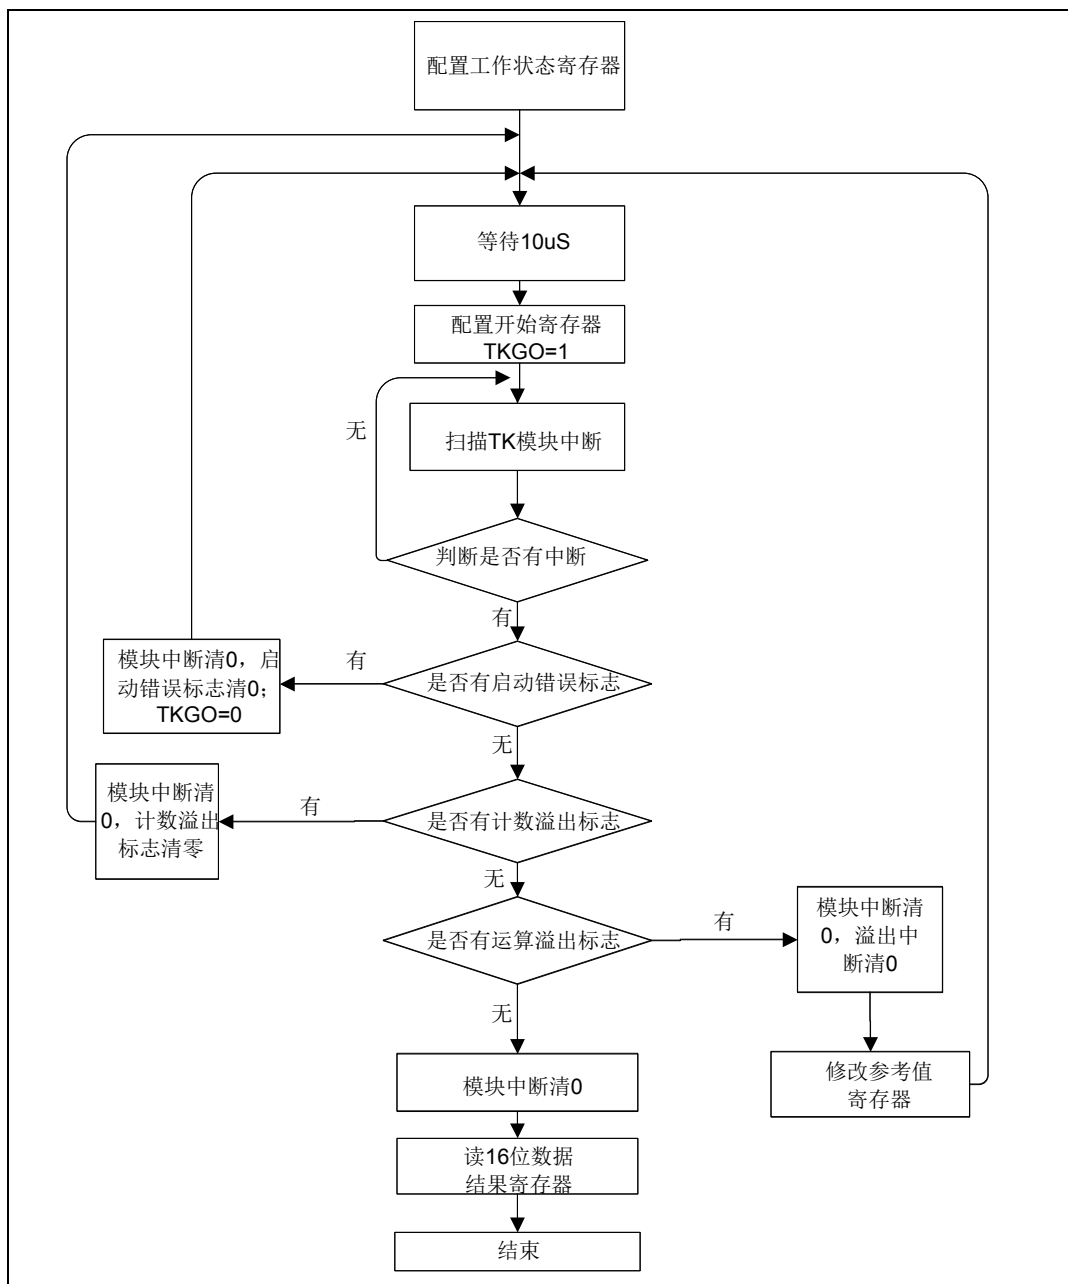 配置工作状态寄存器
等待10uS
配置开始寄存器
TKGO=1
无
扫描TK模块中断
判断是否有中断
有
模块中断清0，启
动错误标志清0；
TKGO=0
有
是否有启动错误标志
无
模块中断清
0，计数溢出
标志清零
有
是否有计数溢出标志
无
是否有运算溢出标志
有
模块中断清
0，溢出中
断清0
无
模块中断清0
修改参考值
寄存器
读16位数据
结果寄存器
结束